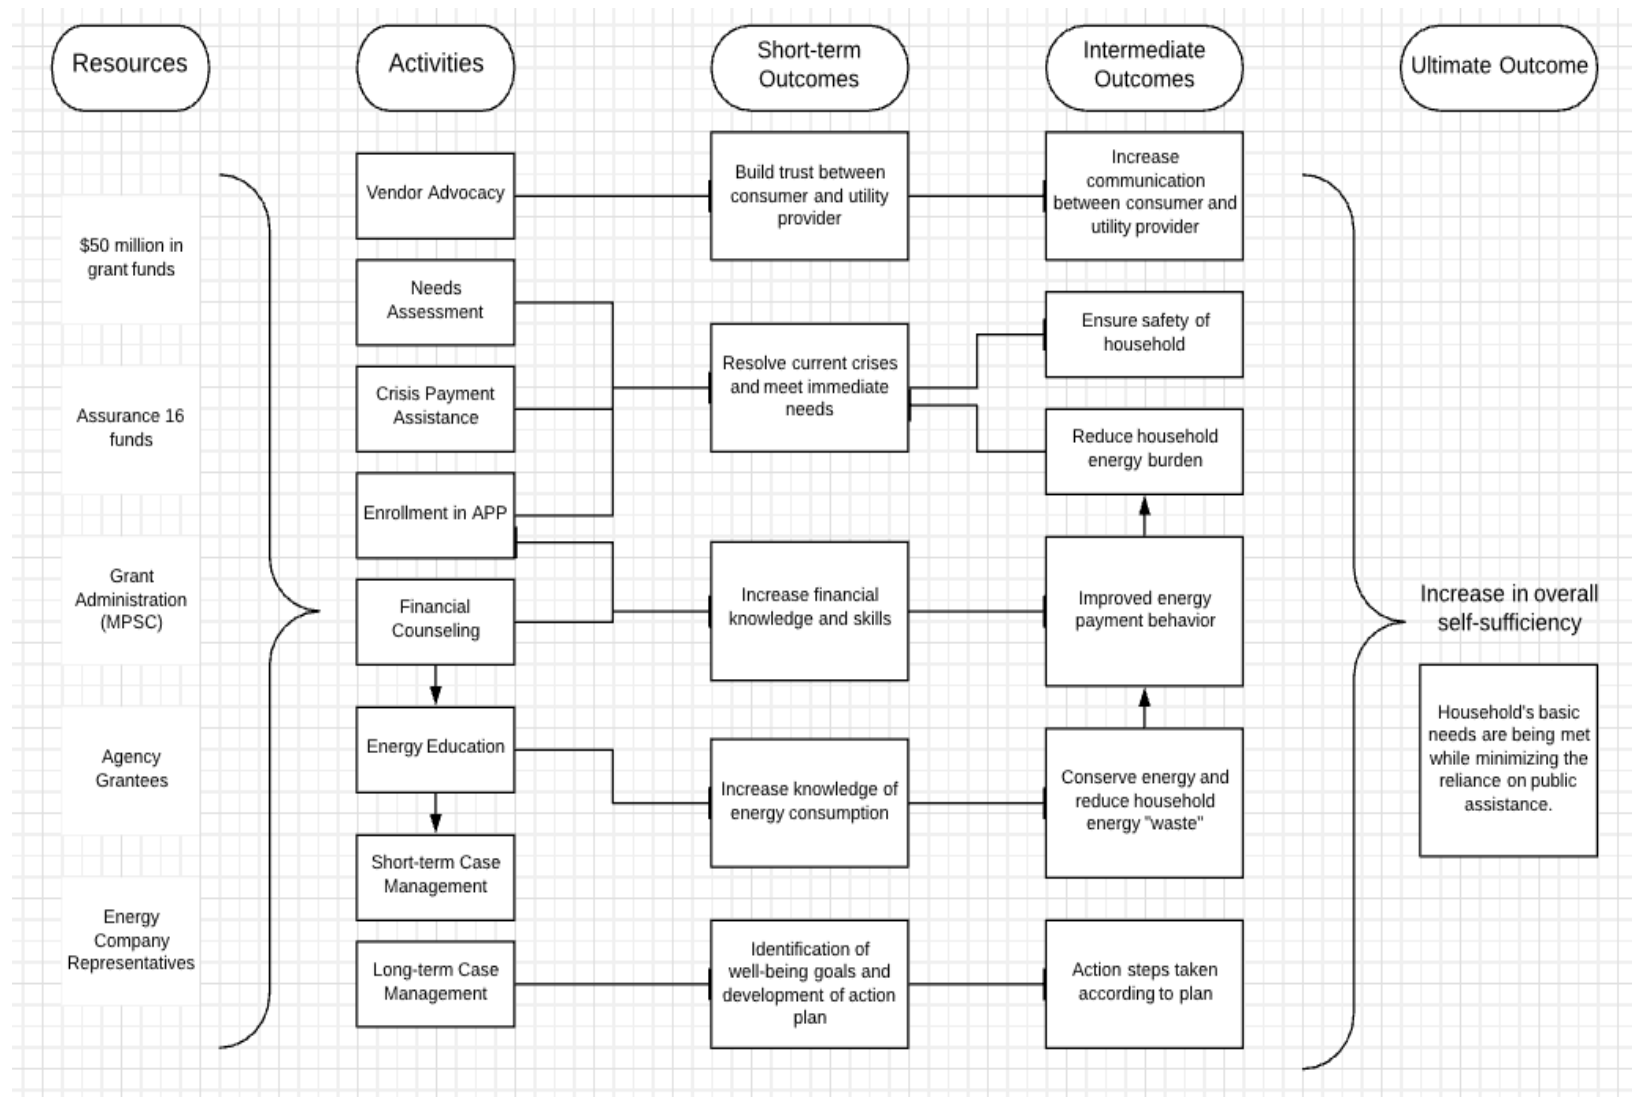 Resources
Activities
Short-term
Outcomes
Intermediate
Outcomes
Ultimate Outcome
$50 million in
grant funds
Assurance 16
funds
Grant
Administration
(MPSC)
Agency
Grantees
Energy
Company
Representatives
Vendor Advocacy
Needs
Assessment
Crisis Payment
Assistance
Enrollment in APP
Financial
Counseling
Energy Education
Short-term Case
Management
Long-term Case
Management
Build trust between
consumer and utility
provider
Resolve current crises
and meet immediate
needs
Increase financial
knowledge and skills
Increase knowledge of
energy consumption
Identification of
well-being goals and
development of action
plan
Increase
communication
between consumer and
utility provider
Ensure safety of
household
Reduce household
energy burden
Improved energy
payment behavior
Conserve energy and
reduce household
energy "waste"
Action steps taken
according to plan
Increase in overall
self-sufficiency
Household's basic
needs are being met
while minimizing the
reliance on public
assistance.